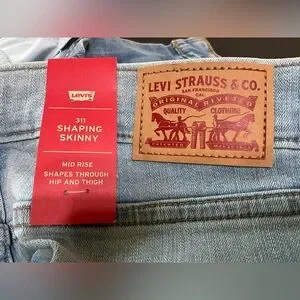 Levi's
311
SHAPING
SKINNY
MID RISE
SHAPES THROUGH
HIP AND THIGH
LEVI STRAUSS & CO.
SAN FRANCISCO
CAL.
ORIGINAL RIVETED
QUALITY CLOTHING